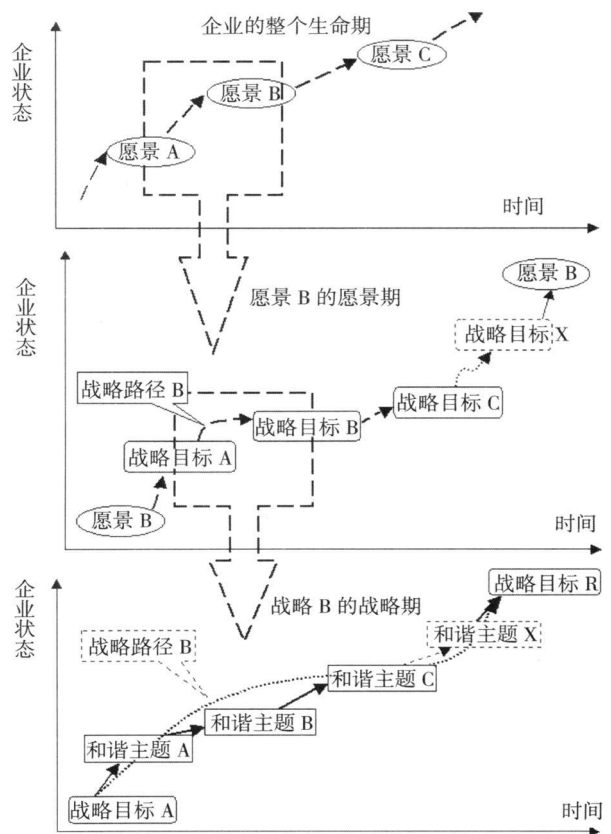 企业的整个生命期
企业状态
愿景 C
愿景 B
愿景 A
时间
企业状态
愿景 B
愿景 B 的愿景期
战略目标 X
战略路径 B
战略目标 C
战略目标 B
战略目标 A
愿景 B
时间
企业状态
战略目标 R
战略 B 的战略期
和谐主题 X
战略路径 B
和谐主题 C
和谐主题 B
和谐主题 A
战略目标 A
时间